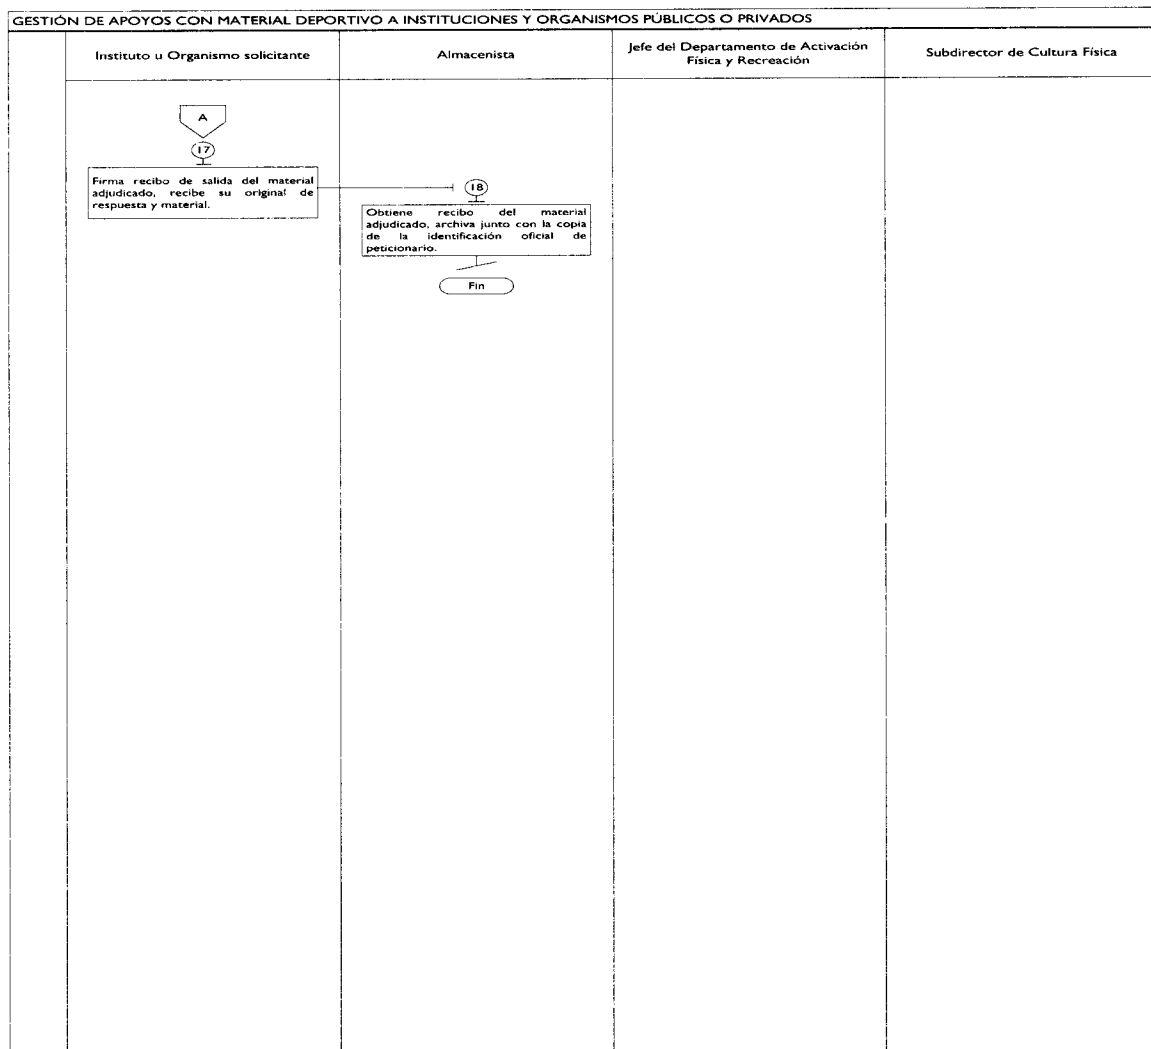 GESTIÓN DE APOYOS CON MATERIAL DEPORTIVO A INSTITUCIONES Y ORGANISMOS PÚBLICOS O PRIVADOS
Instituto u Organismo solicitante
Almacenista
Jefe del Departamento de Activación
Física y Recreación
Subdirector de Cultura Física
A
17
Firma recibo de salida del material
adjudicado, recibe su original de
respuesta y material.
18
Obtiene recibo del material
adjudicado, archiva junto con la copia
de la identificación oficial de
peticionario.
Fin